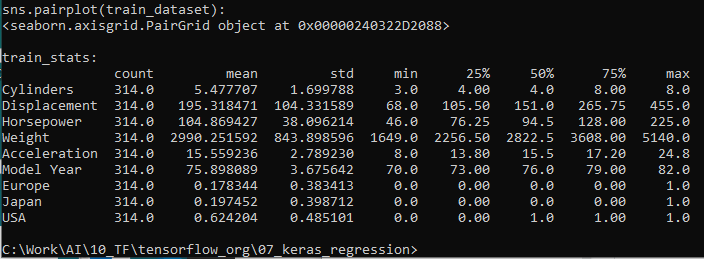 sns.pairplot(train_dataset):
<seaborn.axisgrid.PairGrid object at 0x00000240322D2088>
train_stats:
count mean std min 25% 50% 75% max
Cylinders 314.0 5.477707 1.699788 3.0 4.00 4.0 8.00 8.0
Displacement 314.0 195.318471 104.331589 68.0 105.50 151.0 265.75 455.0
Horsepower 314.0 104.869427 38.096214 46.0 76.25 94.5 128.00 225.0
Weight 314.0 2990.251592 843.898596 1649.0 2256.50 2822.5 3608.00 5140.0
Acceleration 314.0 15.559236 2.789230 8.0 13.80 15.5 17.20 24.8
Model Year 314.0 75.898089 3.675642 70.0 73.00 76.0 79.00 82.0
Europe 314.0 0.178344 0.383413 0.0 0.00 0.0 0.00 1.0
Japan 314.0 0.197452 0.398712 0.0 0.00 0.0 0.00 1.0
USA 314.0 0.624204 0.485101 0.0 0.00 1.0 1.00 1.0
C:\Work\AI\10_TF\tensorflow_org\07_keras_regression>